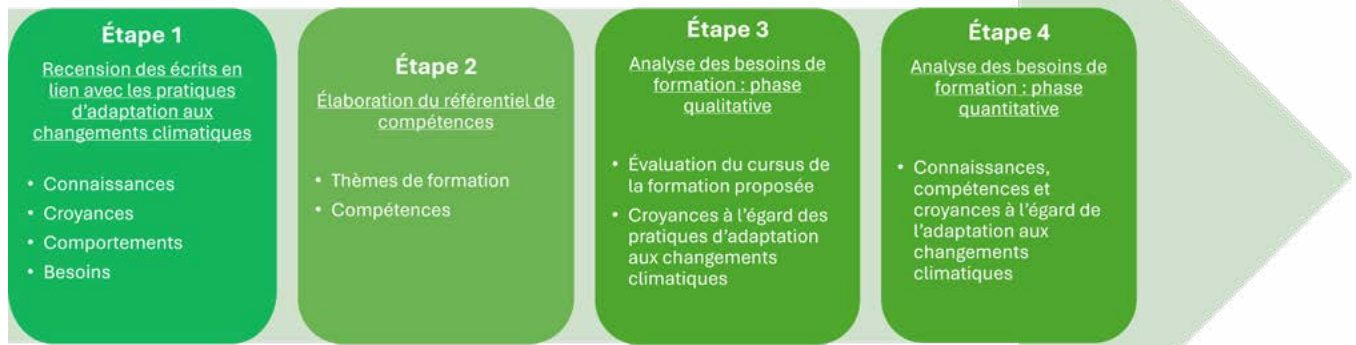 Étape 1
Recension des écrits en
lien avec les pratiques
d'adaptation aux
changements climatiques
• Connaissances
• Croyances
• Comportements
• Besoins
Étape 2
Élaboration du référentiel de
compétences
• Thèmes de formation
• Compétences
Étape 3
Analyse des besoins de
formation : phase
qualitative
• Évaluation du cursus de
la formation proposée
• Croyances à l'égard des
pratiques d'adaptation
aux changements
climatiques
Étape 4
Analyse des besoins de
formation : phase
quantitative
• Connaissances,
compétences et
croyances à l'égard de
l'adaptation aux
changements
climatiques